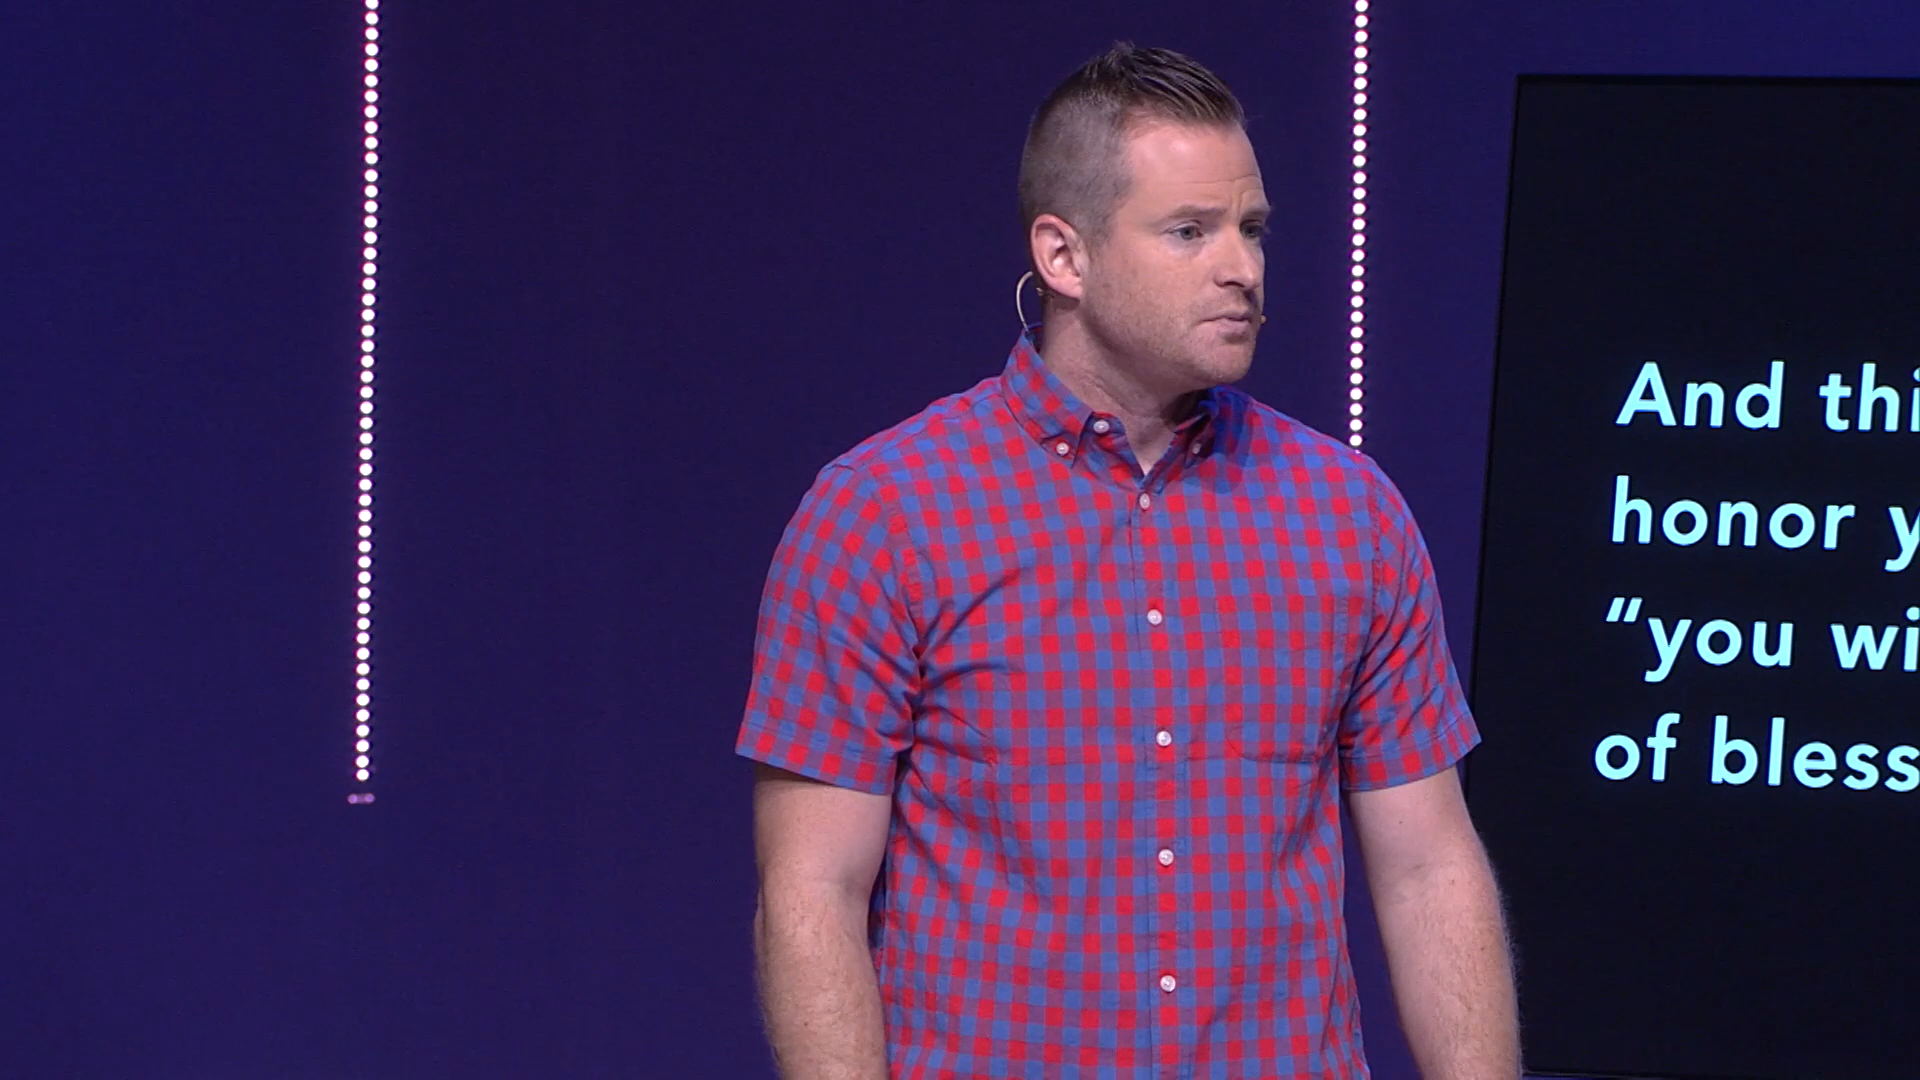 And thi
honor y
“you wi
of bless